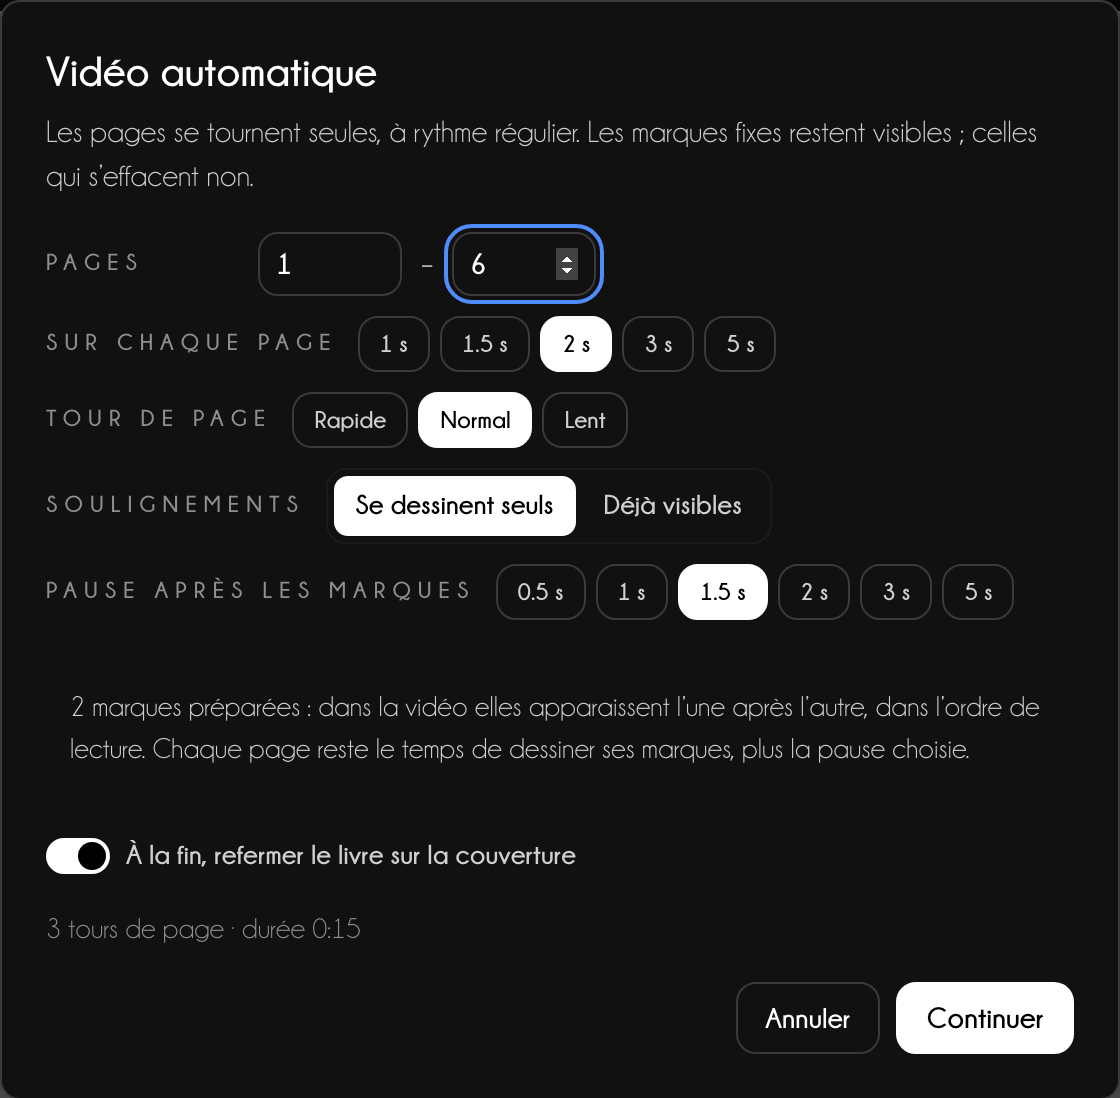 Vidéo automatique
Les pages se tournent seules, à rythme régulier. Les marques fixes restent visibles ; celles
qui s’effacent non.
PAGES 1 – 6
SUR CHAQUE PAGE 1 s 1.5 s 2 s 3 s 5 s
TOUR DE PAGE Rapide Normal Lent
SOULIGNEMENTS Se dessinent seuls Déjà visibles
PAUSE APRÈS LES MARQUES 0.5 s 1 s 1.5 s 2 s 3 s 5 s
2 marques préparées : dans la vidéo elles apparaissent l’une après l’autre, dans l’ordre de
lecture. Chaque page reste le temps de dessiner ses marques, plus la pause choisie.
À la fin, refermer le livre sur la couverture
3 tours de page · durée 0:15
Annuler Continuer